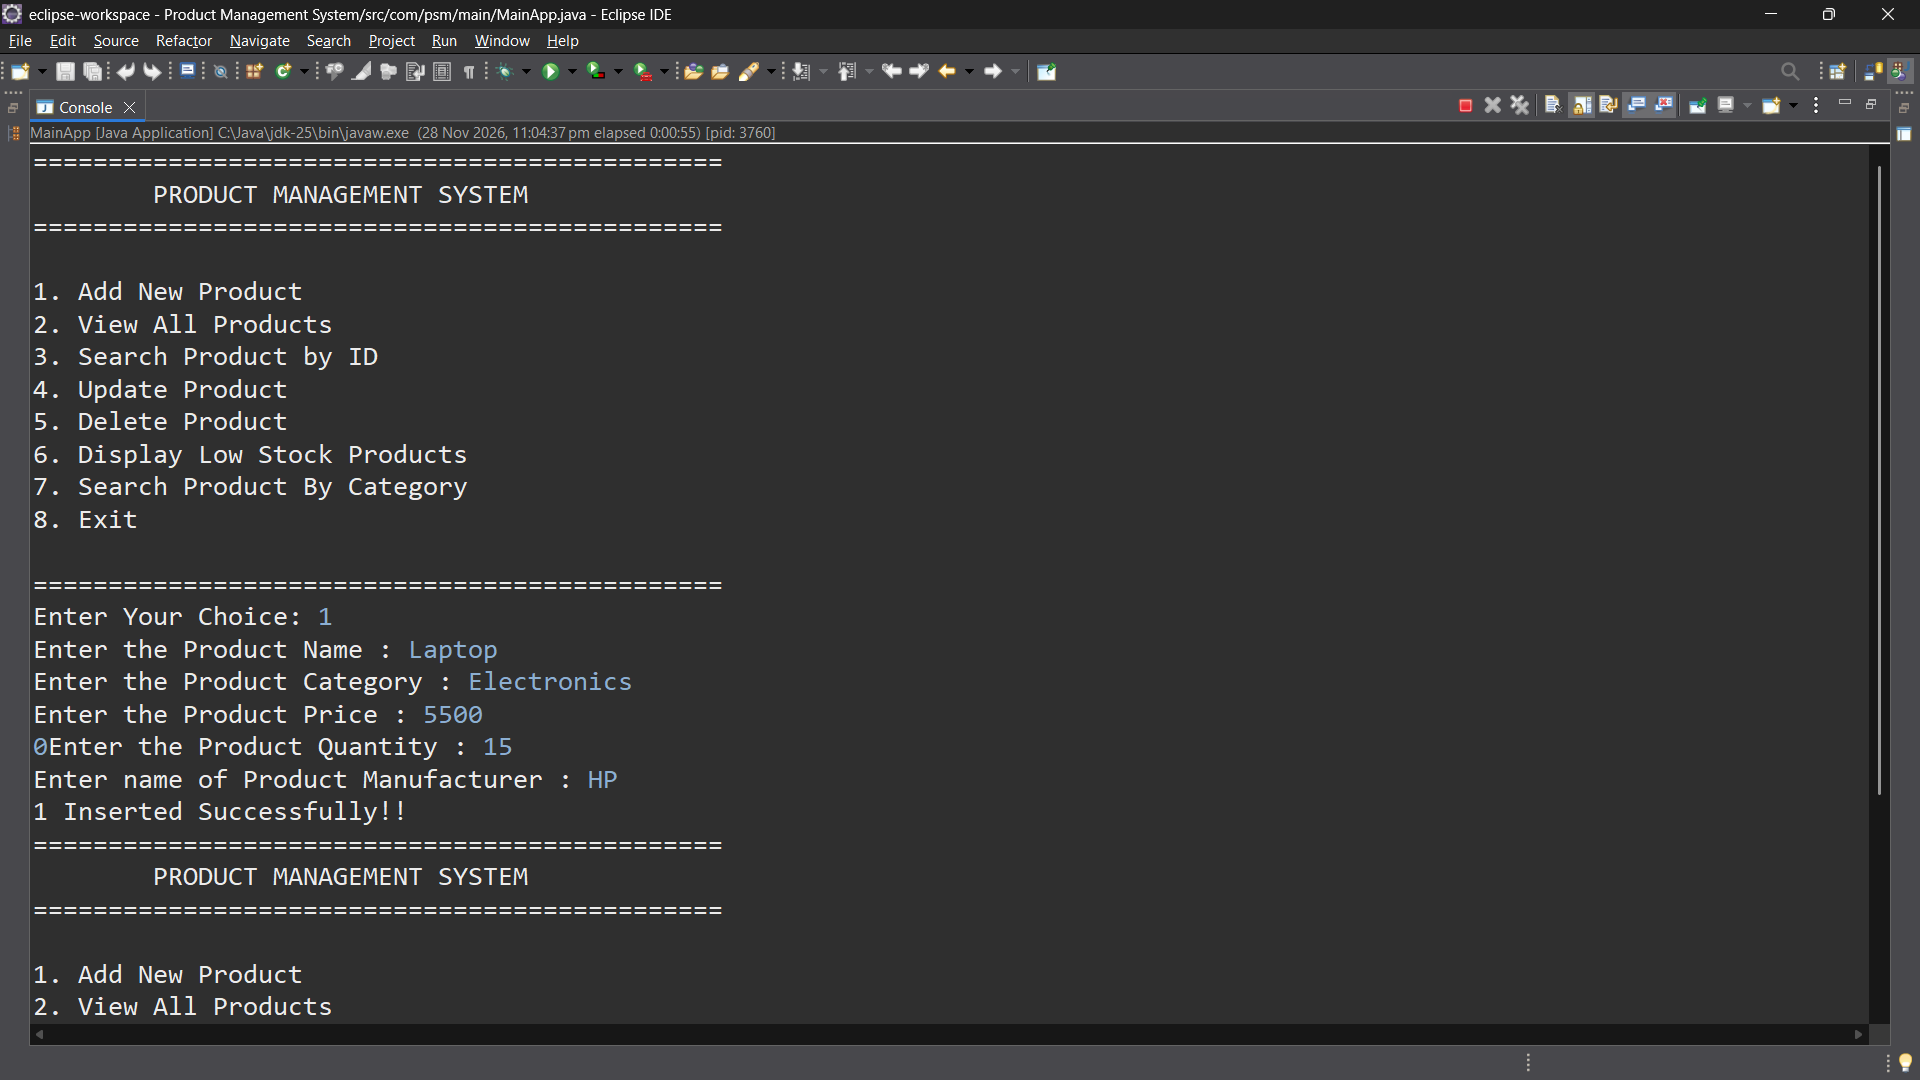 eclipse-workspace - Product Management System/src/com/psm/main/MainApp.java - Eclipse IDE
File Edit Source Refactor Navigate Search Project Run Window Help
Console
MainApp [Java Application] C:\Java\jdk-25\bin\javaw.exe (28 Nov 2026, 11:04:37 pm elapsed 0:00:55) [pid: 3760]
==============================================
PRODUCT MANAGEMENT SYSTEM
==============================================
1. Add New Product
2. View All Products
3. Search Product by ID
4. Update Product
5. Delete Product
6. Display Low Stock Products
7. Search Product By Category
8. Exit
==============================================
Enter Your Choice: 1
Enter the Product Name : Laptop
Enter the Product Category : Electronics
Enter the Product Price : 5500
0Enter the Product Quantity : 15
Enter name of Product Manufacturer : HP
1 Inserted Successfully!!
==============================================
PRODUCT MANAGEMENT SYSTEM
==============================================
1. Add New Product
2. View All Products